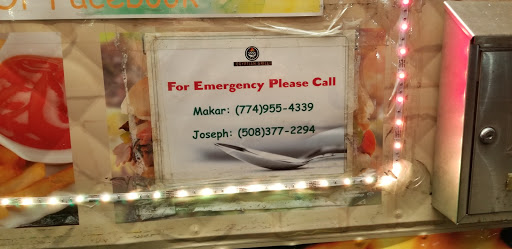 For Emergency Please Call
Makar: (774)955-4339
Joseph: (508)377-2294